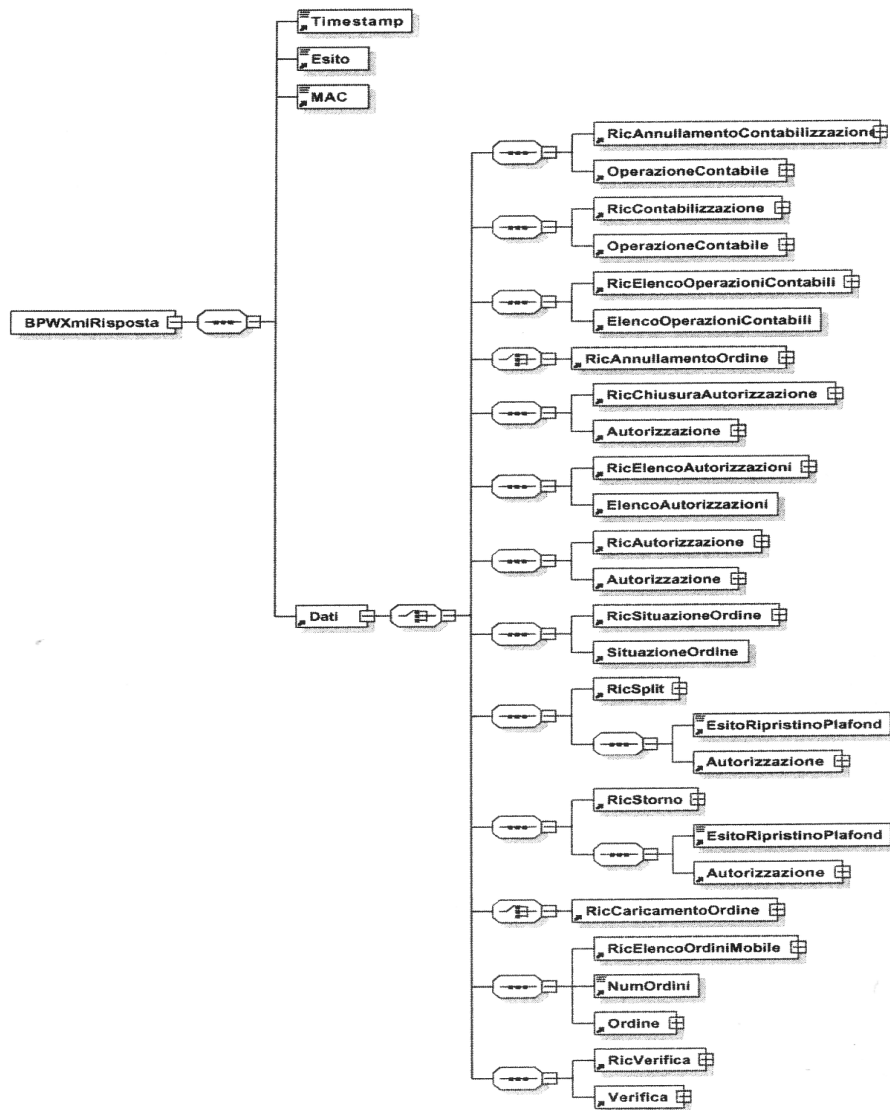 Timestamp
Esito
MAC
RicAnnullamentoContabilizzazione
OperazioneContabile
RicContabilizzazione
OperazioneContabile
RicElencoOperazioniContabili
BPWXmlRisposta
ElencoOperazioniContabili
RicAnnullamentoOrdine
RicChiusuraAutorizzazione
Autorizzazione
RicElencoAutorizzazioni
ElencoAutorizzazioni
RicAutorizzazione
Autorizzazione
Dati
RicSituazioneOrdine
SituazioneOrdine
RicSplit
EsitoRipristinoPlafond
Autorizzazione
RicStorno
EsitoRipristinoPlafond
Autorizzazione
RicCaricamentoOrdine
RicElencoOrdiniMobile
NumOrdini
Ordine
RicVerifica
Verifica